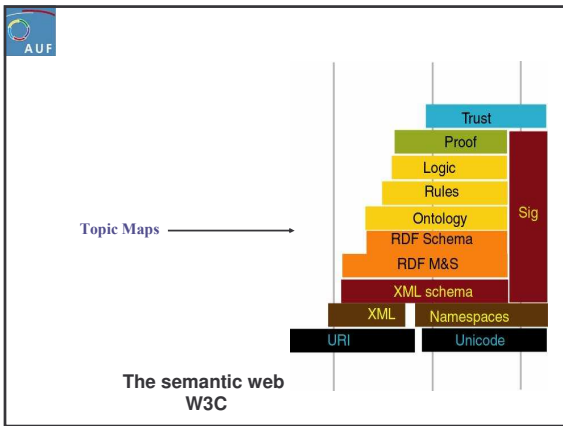 AUF
Trust
Proof
Logic
Rules
Sig
Ontology
Topic Maps
RDF Schema
RDF M&S
XML schema
XML
Namespaces
URI
Unicode
The semantic web
W3C